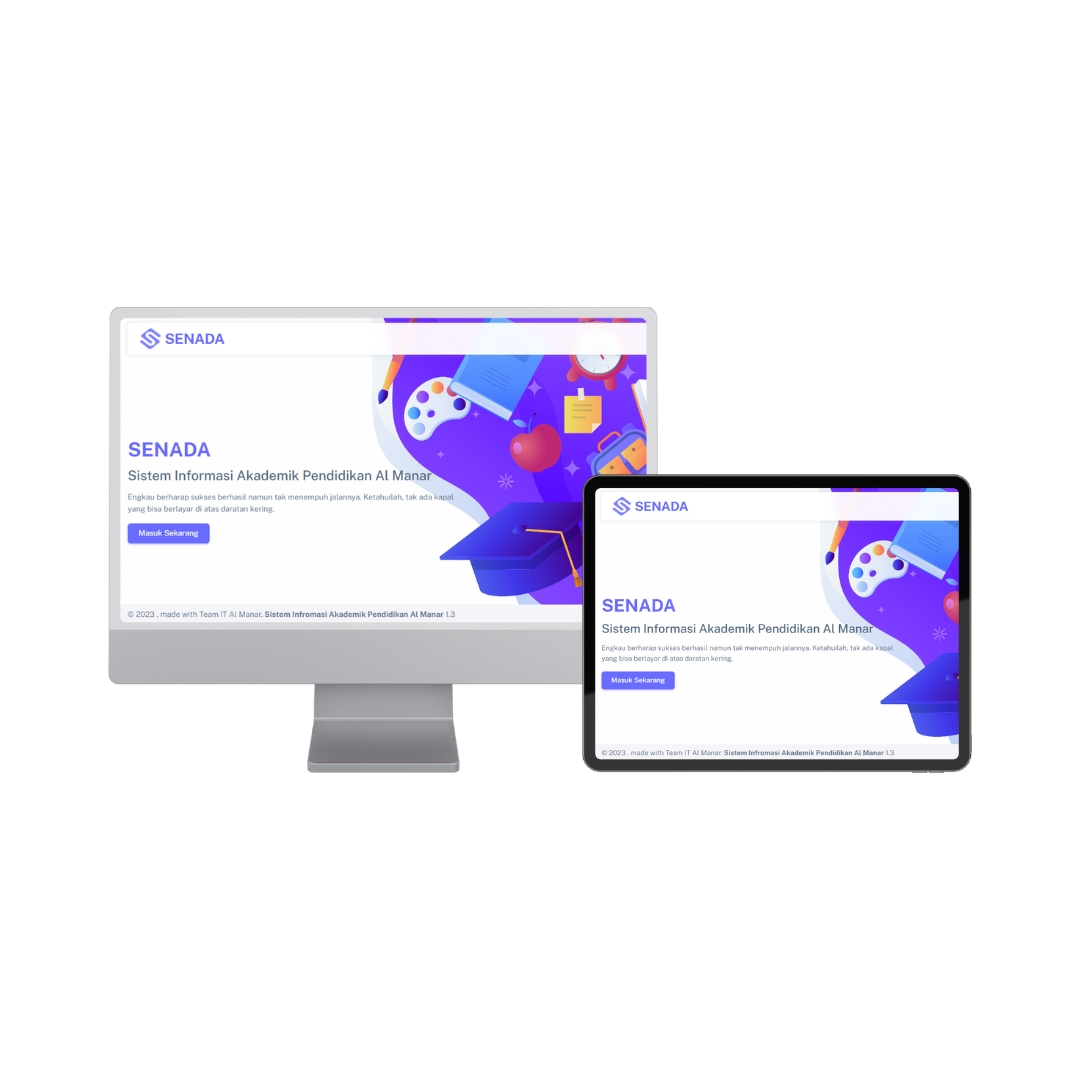 SENADA
SENADA
Sistem Informasi Akademik Pendidikan Al Manar
Engkau berharap sukses berhasil namun tak menempuh jalannya. Ketahuilah, tak ada kapal
yang bisa berlayar di atas daratan kering.
Masuk Sekarang
© 2023 , made with Team IT Al Manar. Sistem Infromasi Akademik Pendidikan Al Manar 1.3
SENADA
SENADA
Sistem Informasi Akademik Pendidikan Al Manar
Engkau berharap sukses berhasil namun tak menempuh jalannya. Ketahuilah, tak ada kapal
yang bisa berlayar di atas daratan kering.
Masuk Sekarang
© 2023 , made with Team IT Al Manar. Sistem Infromasi Akademik Pendidikan Al Manar 1.3